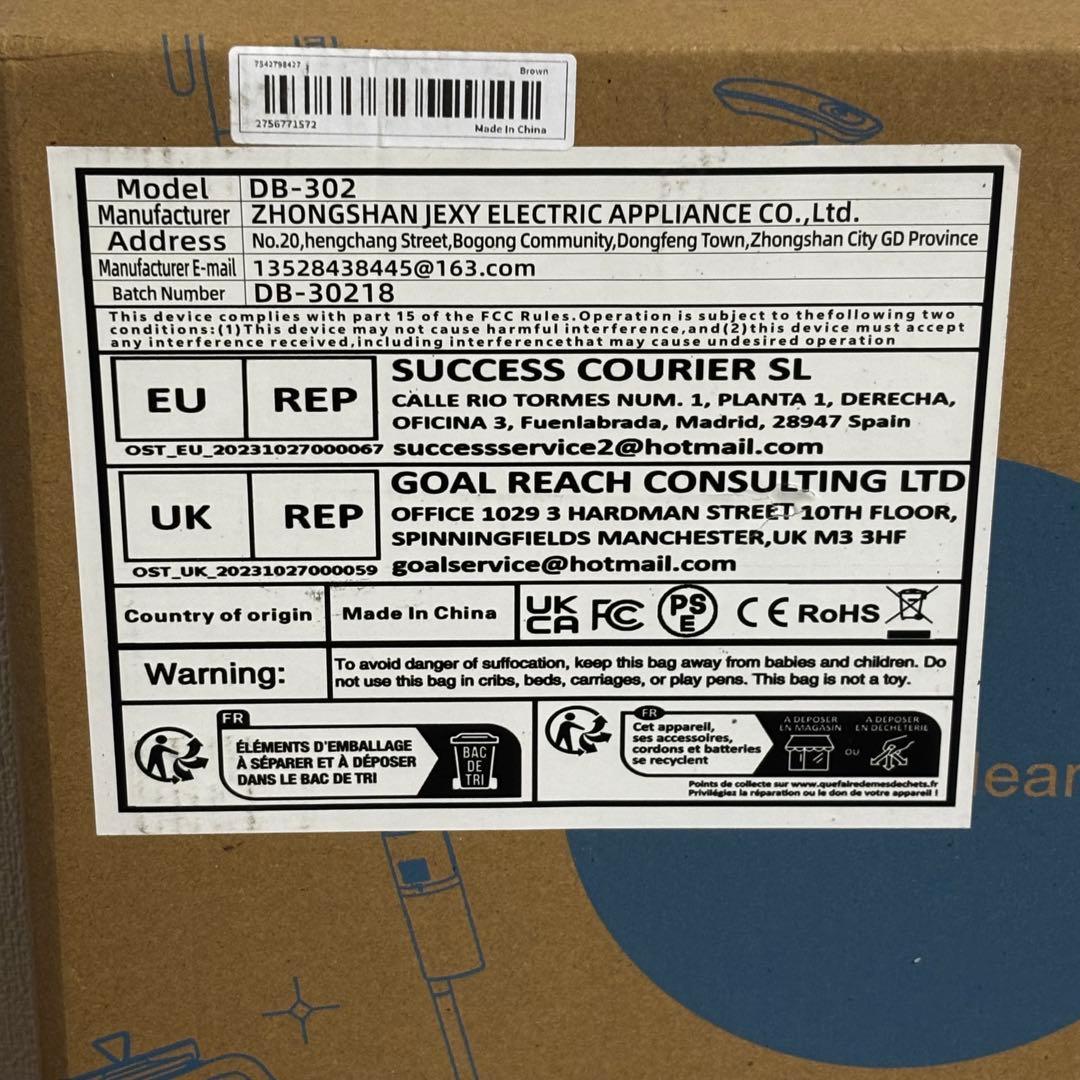 7542798427
Brown
2756771572
Made In China
Model DB-302
Manufacturer ZHONGSHAN JEXY ELECTRIC APPLIANCE CO.,Ltd.
Address No.20,hengchang Street,Bogong Community,Dongfeng Town,Zhongshan City GD Province
Manufacturer E-mail 13528438445@163.com
Batch Number DB-30218
This device complies with part 15 of the FCC Rules.Operation is subject to thefollowing two
conditions:(1)This device may not cause harmful interference,and(2)this device must accept
any interference received,including interferencethat may cause undesired operation
EU REP
OST_EU_20231027000067
SUCCESS COURIER SL
CALLE RIO TORMES NUM. 1, PLANTA 1, DERECHA,
OFICINA 3, Fuenlabrada, Madrid, 28947 Spain
successservice2@hotmail.com
UK REP
OST_UK_20231027000059
GOAL REACH CONSULTING LTD
OFFICE 1029 3 HARDMAN STREET 10TH FLOOR,
SPINNINGFIELDS MANCHESTER,UK M3 3HF
goalservice@hotmail.com
Country of origin Made In China
UK
CA
FC
PS
E
CE RoHS
Warning:
To avoid danger of suffocation, keep this bag away from babies and children. Do
not use this bag in cribs, beds, carriages, or play pens. This bag is not a toy.
FR
ÉLÉMENTS D'EMBALLAGE
À SÉPARER ET À DÉPOSER
DANS LE BAC DE TRI
BAC
DE
TRI
FR
Cet appareil,
ses accessoires,
cordons et batteries
se recyclent
A DEPOSER
EN MAGASIN
OU
A DEPOSER
EN DECHETERIE
Points de collecte sur www.quefairedemesdechets.fr
Privilégiez la réparation ou le don de votre appareil !